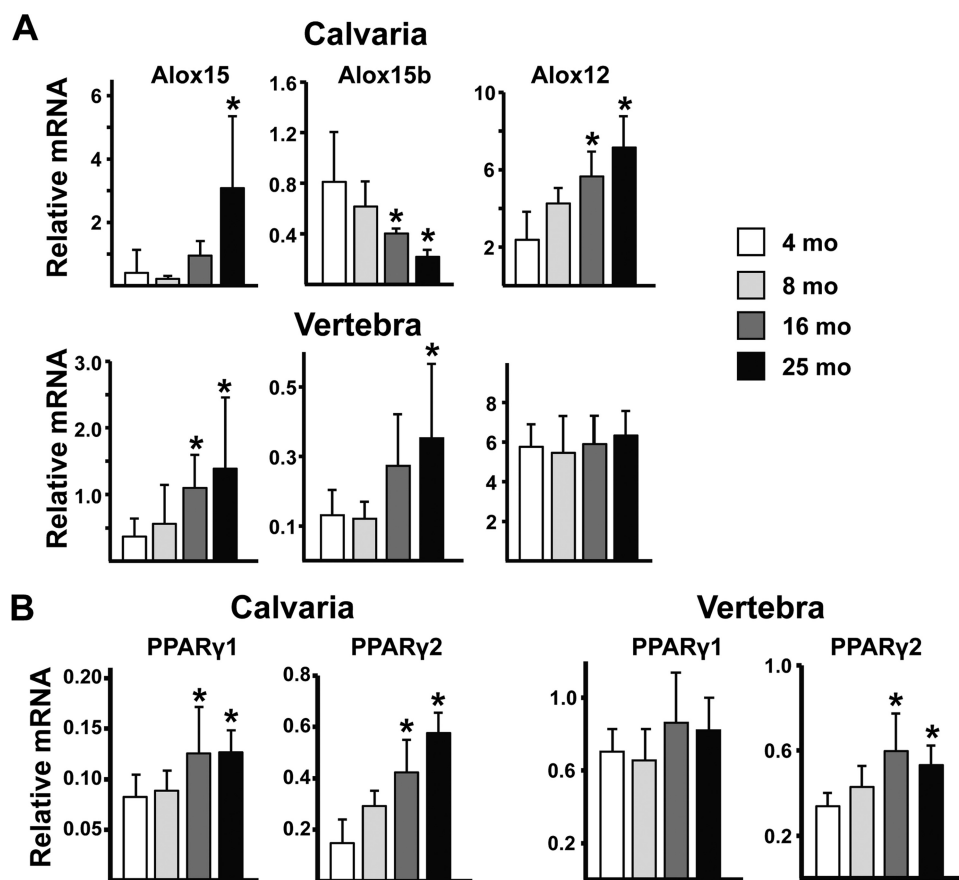 A
Calvaria
Alox15 Alox15b Alox12
Relative mRNA
6
4
2
1.6
1.2
0.8
0.4
10
6
2
* * * * *
4 mo
8 mo
16 mo
25 mo
Vertebra
Relative mRNA
3.0
2.0
1.0
0.5
0.3
0.1
8
6
4
2
* * *
B
Calvaria Vertebra
PPARγ1 PPARγ2 PPARγ1 PPARγ2
Relative mRNA
0.20
0.15
0.10
0.05
0.8
0.6
0.4
0.2
1.0
0.6
0.2
1.0
0.6
0.2
* * * * * *